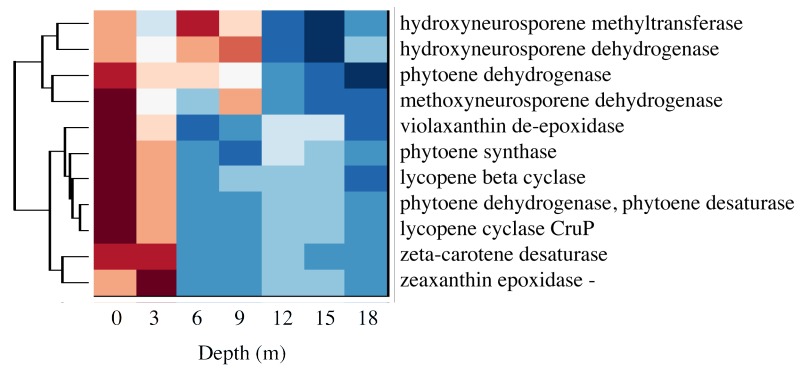 hydroxyneurosporene methyltransferase
hydroxyneurosporene dehydrogenase
phytoene dehydrogenase
methoxyneurosporene dehydrogenase
violaxanthin de-epoxidase
phytoene synthase
lycopene beta cyclase
phytoene dehydrogenase, phytoene desaturase
lycopene cyclase CruP
zeta-carotene desaturase
zeaxanthin epoxidase -
0 3 6 9 12 15 18
Depth (m)